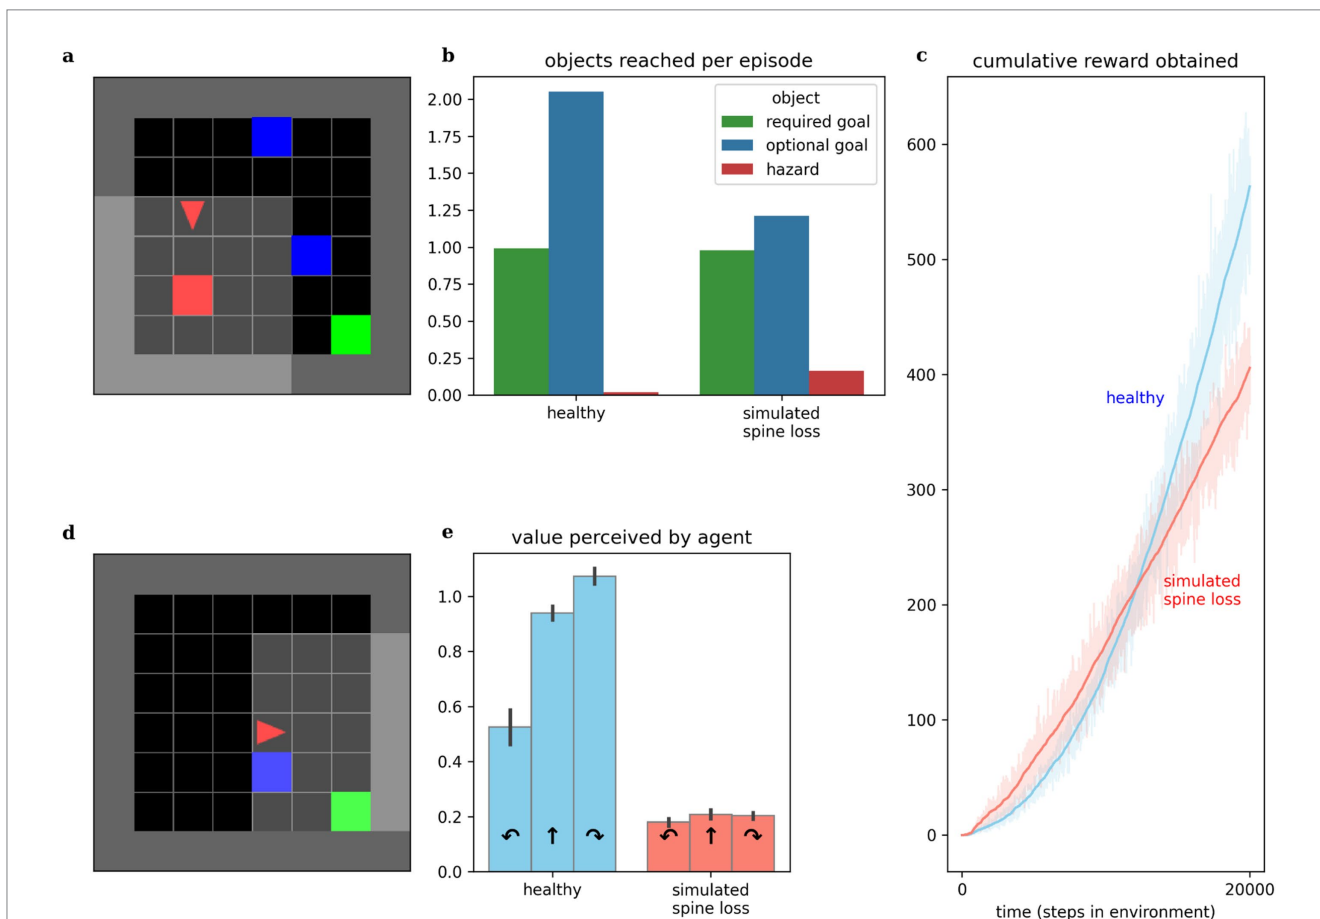 a
b
objects reached per episode
2.00
1.75
1.50
1.25
1.00
0.75
0.50
0.25
0.00
object
required goal
optional goal
hazard
healthy
simulated
spine loss
c
cumulative reward obtained
600
500
400
300
200
100
0
healthy
simulated
spine loss
0
20000
time (steps in environment)
d
e
value perceived by agent
1.0
0.8
0.6
0.4
0.2
0.0
↶ ↑ ↷
↶ ↑ ↷
healthy
simulated
spine loss